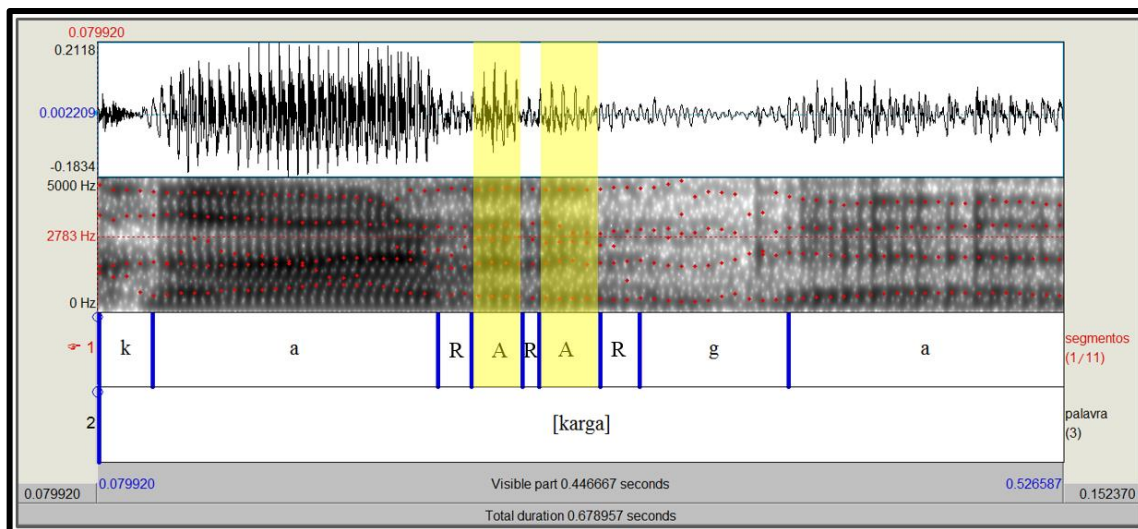 0.079920
0.2118
0.002209
-0.1834
5000 Hz
2783 Hz
0 Hz
1 k a R A R A R g a segmentos
(1/11)
2 [karga] palavra
(3)
0.079920 0.079920 Visible part 0.446667 seconds 0.526587 0.152370
Total duration 0.678957 seconds